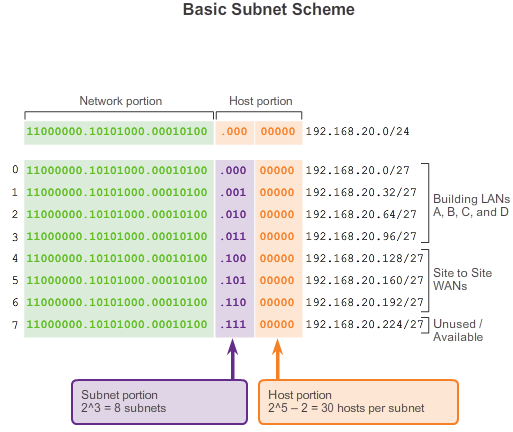 Basic Subnet Scheme
Network portion Host portion
11000000.10101000.00010100 .000 00000 192.168.20.0/24
0 11000000.10101000.00010100 .000 00000 192.168.20.0/27
1 11000000.10101000.00010100 .001 00000 192.168.20.32/27
2 11000000.10101000.00010100 .010 00000 192.168.20.64/27
3 11000000.10101000.00010100 .011 00000 192.168.20.96/27
Building LANs
A, B, C, and D
4 11000000.10101000.00010100 .100 00000 192.168.20.128/27
5 11000000.10101000.00010100 .101 00000 192.168.20.160/27
6 11000000.10101000.00010100 .110 00000 192.168.20.192/27
Site to Site
WANs
7 11000000.10101000.00010100 .111 00000 192.168.20.224/27
Unused /
Available
Subnet portion
2^3 = 8 subnets
Host portion
2^5 – 2 = 30 hosts per subnet